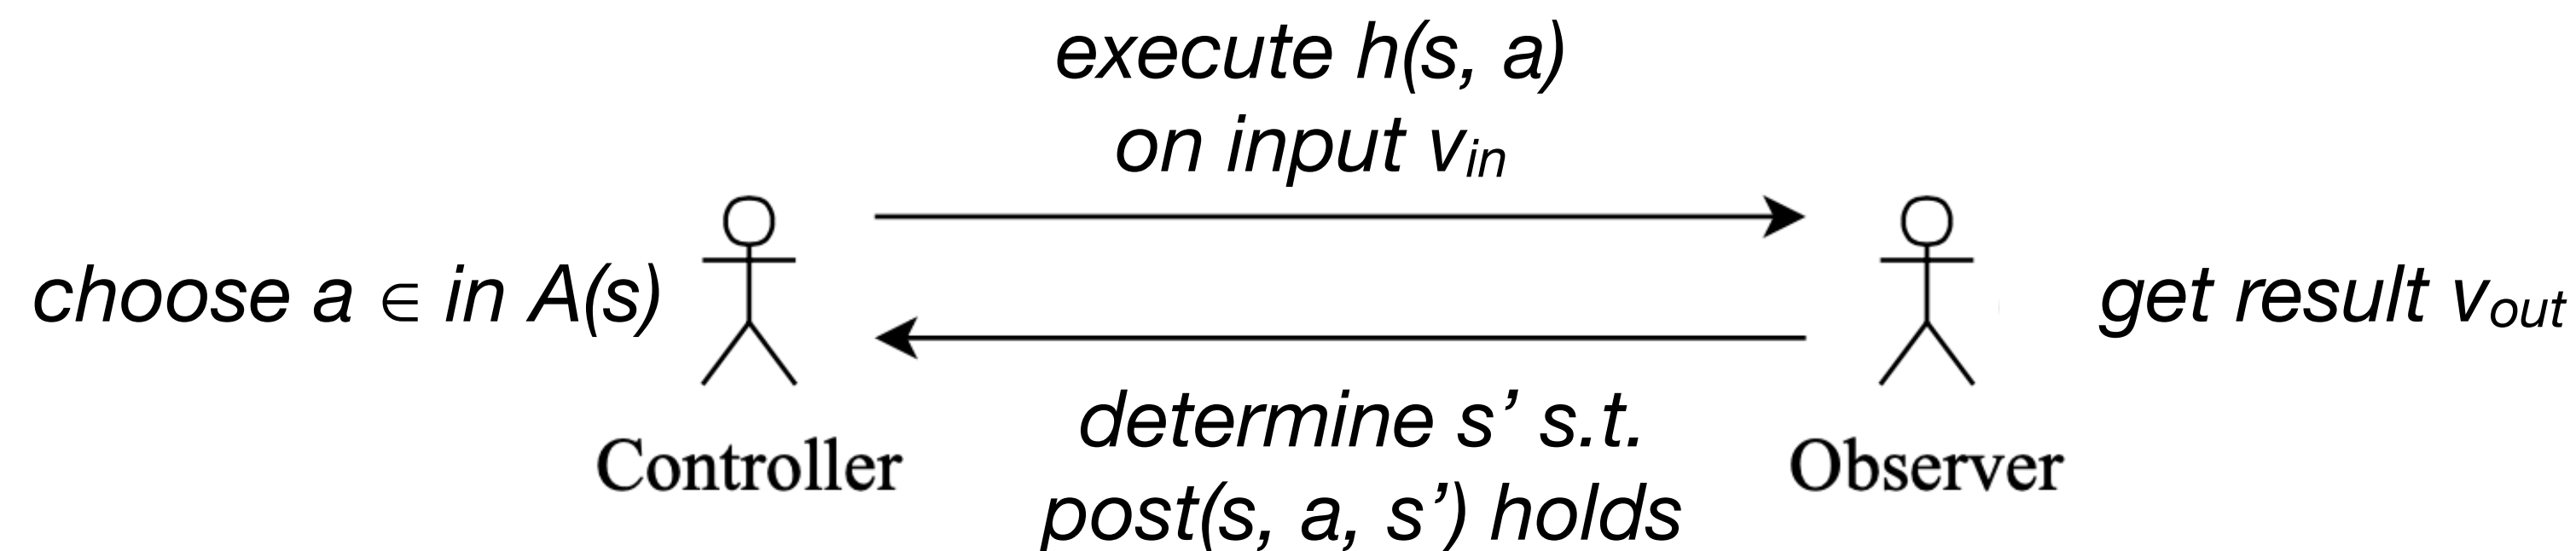 execute h(s, a)
on input vin
choose a ∈ in A(s)
get result vout
determine s’ s.t.
post(s, a, s’) holds
Controller
Observer